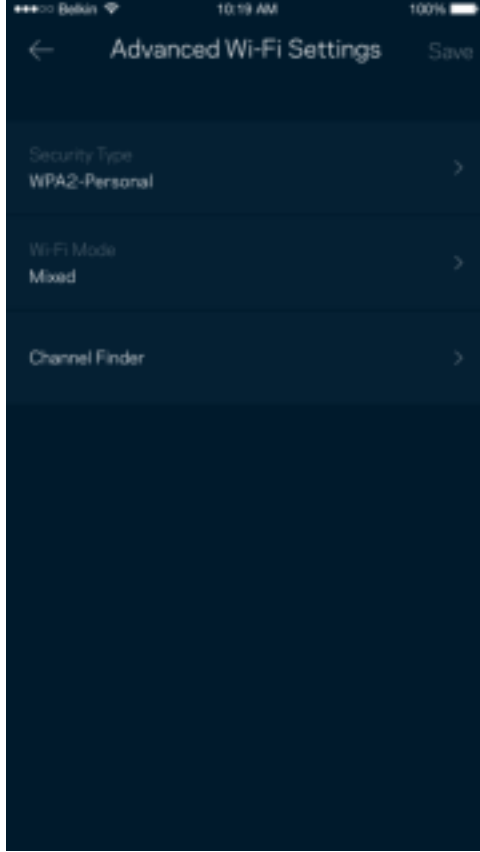 Belkin 10:19 AM 100%
Advanced Wi-Fi Settings Save
Security Type
WPA2-Personal
Wi-Fi Mode
Mixed
Channel Finder